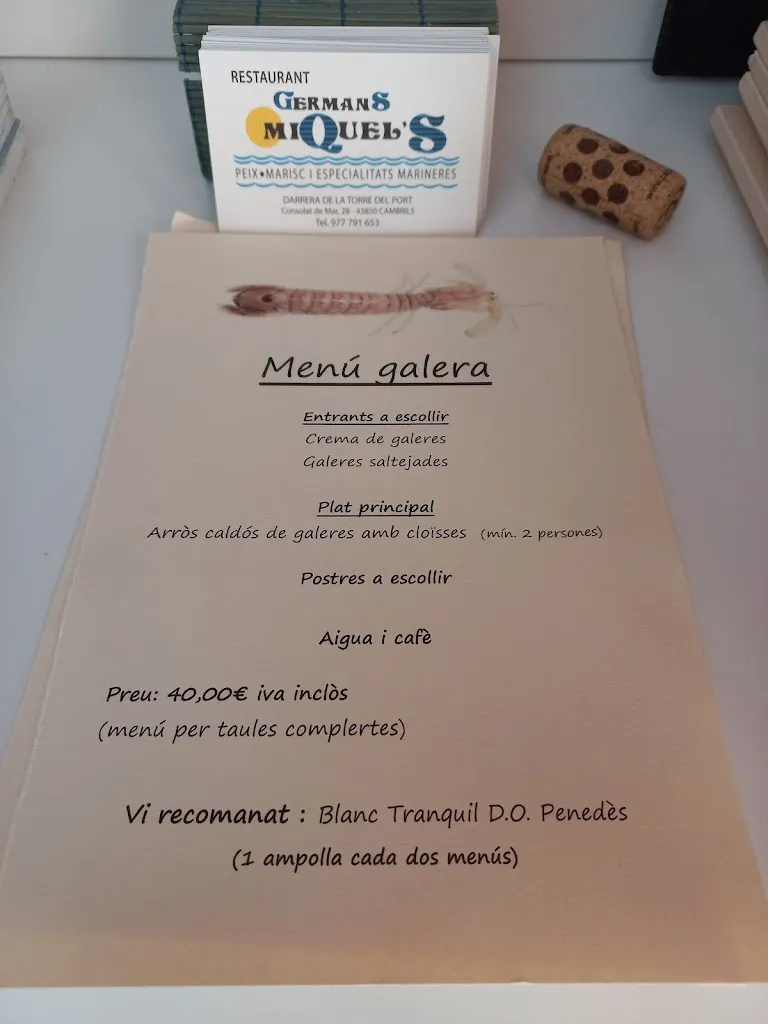 RESTAURANT
GERMANS
MIQUEL'S
PEIX•MARISC I ESPECIALITATS MARINERES
DARRERA DE LA TORRE DEL PORT
Consolat de Mar, 28 - 43850 CAMBRILS
Tel. 977 791 653
Menú galera
Entrants a escollir
Crema de galeres
Galeres saltejades
Plat principal
Arròs caldós de galeres amb cloïsses (mín. 2 persones)
Postres a escollir
Aigua i cafè
Preu: 40,00€ iva inclòs
(menú per taules complertes)
Vi recomanat : Blanc Tranquil D.O. Penedès
(1 ampolla cada dos menús)